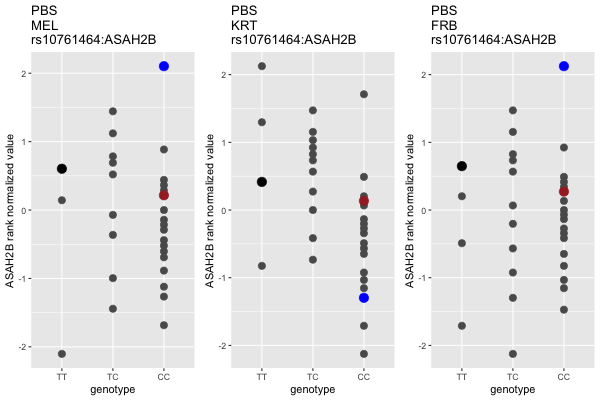 PBS
MEL
rs10761464:ASAH2B
ASAH2B rank normalized value
2
1
0
-1
-2
TT TC CC
genotype
PBS
KRT
rs10761464:ASAH2B
ASAH2B rank normalized value
2
1
0
-1
-2
TT TC CC
genotype
PBS
FRB
rs10761464:ASAH2B
ASAH2B rank normalized value
2
1
0
-1
-2
TT TC CC
genotype